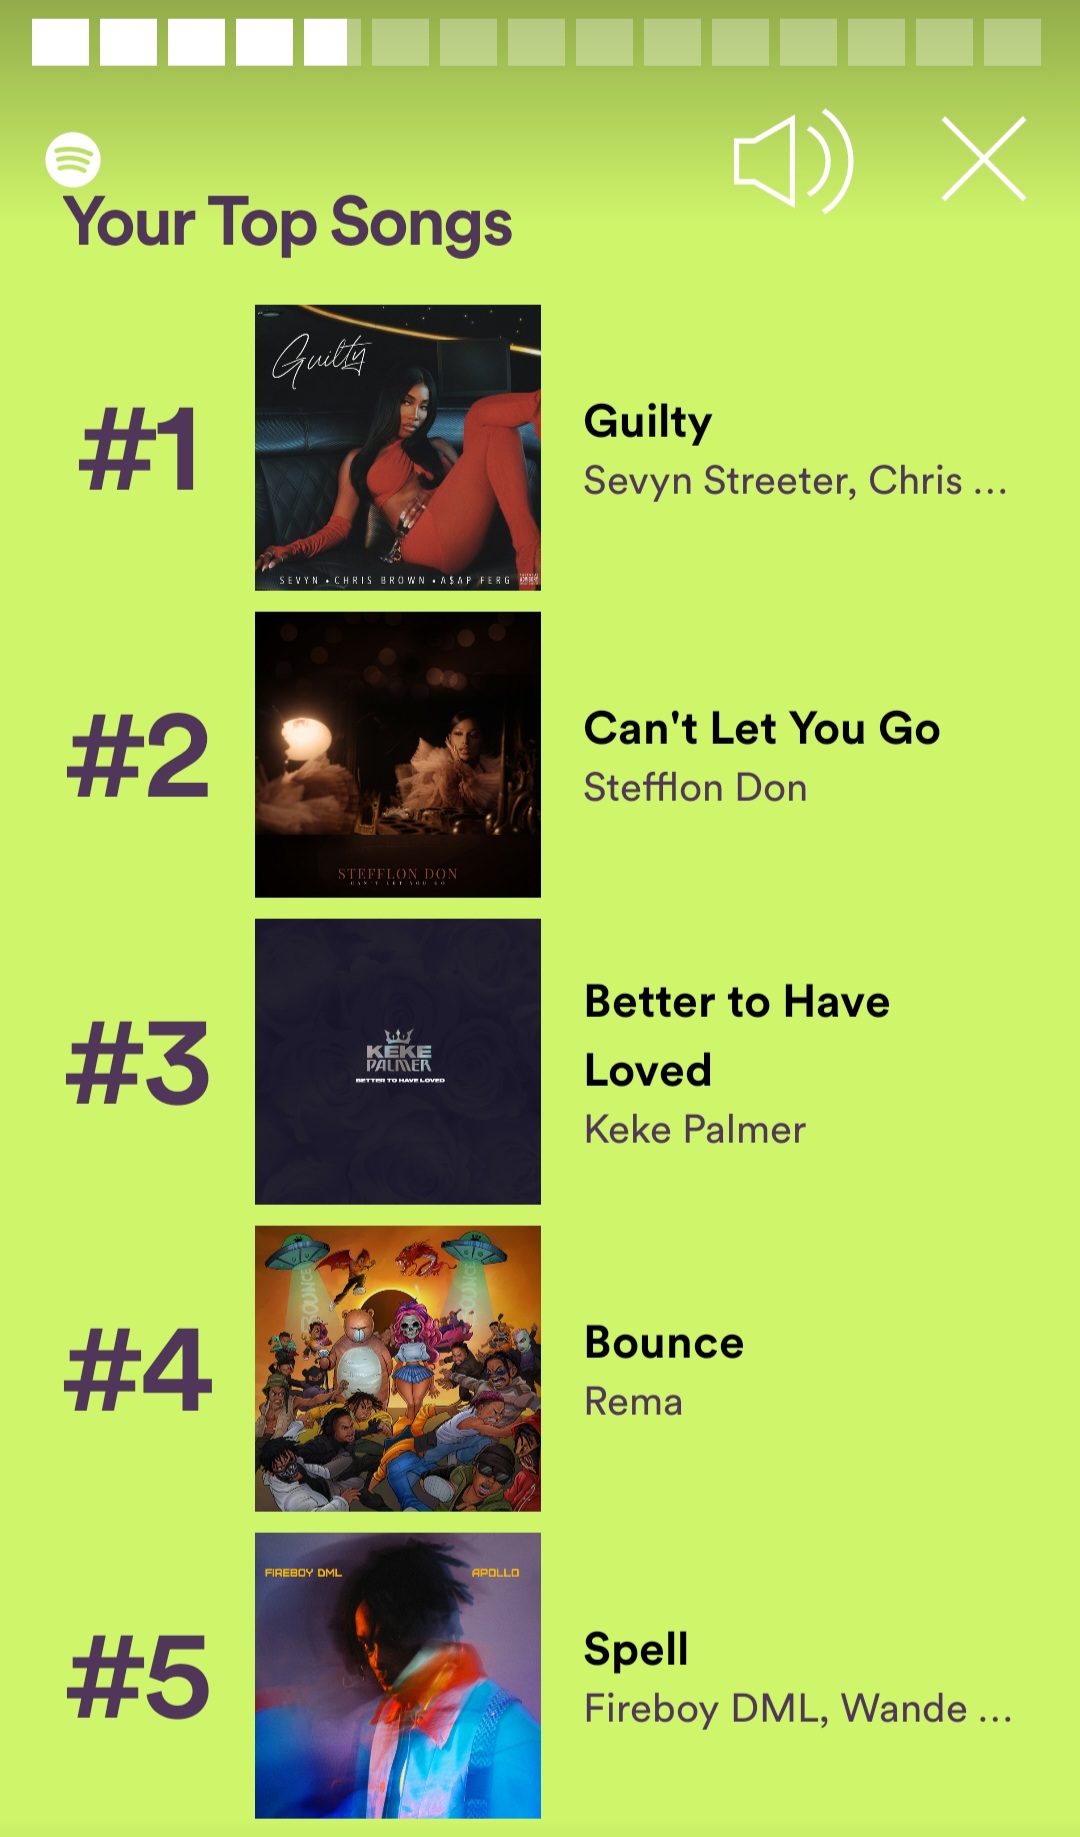 Your Top Songs
#1
Guilty
SEVYN • CHRIS BROWN • A$AP FERG
Guilty
Sevyn Streeter, Chris ...
#2
STEFFLON DON
CAN'T LET YOU GO
Can't Let You Go
Stefflon Don
#3
KEKE
PALMER
BETTER TO HAVE LOVED
Better to Have
Loved
Keke Palmer
#4
BOUNCE
BOUNCE
Bounce
Rema
#5
FIREBOY DML
APOLLO
Spell
Fireboy DML, Wande ...